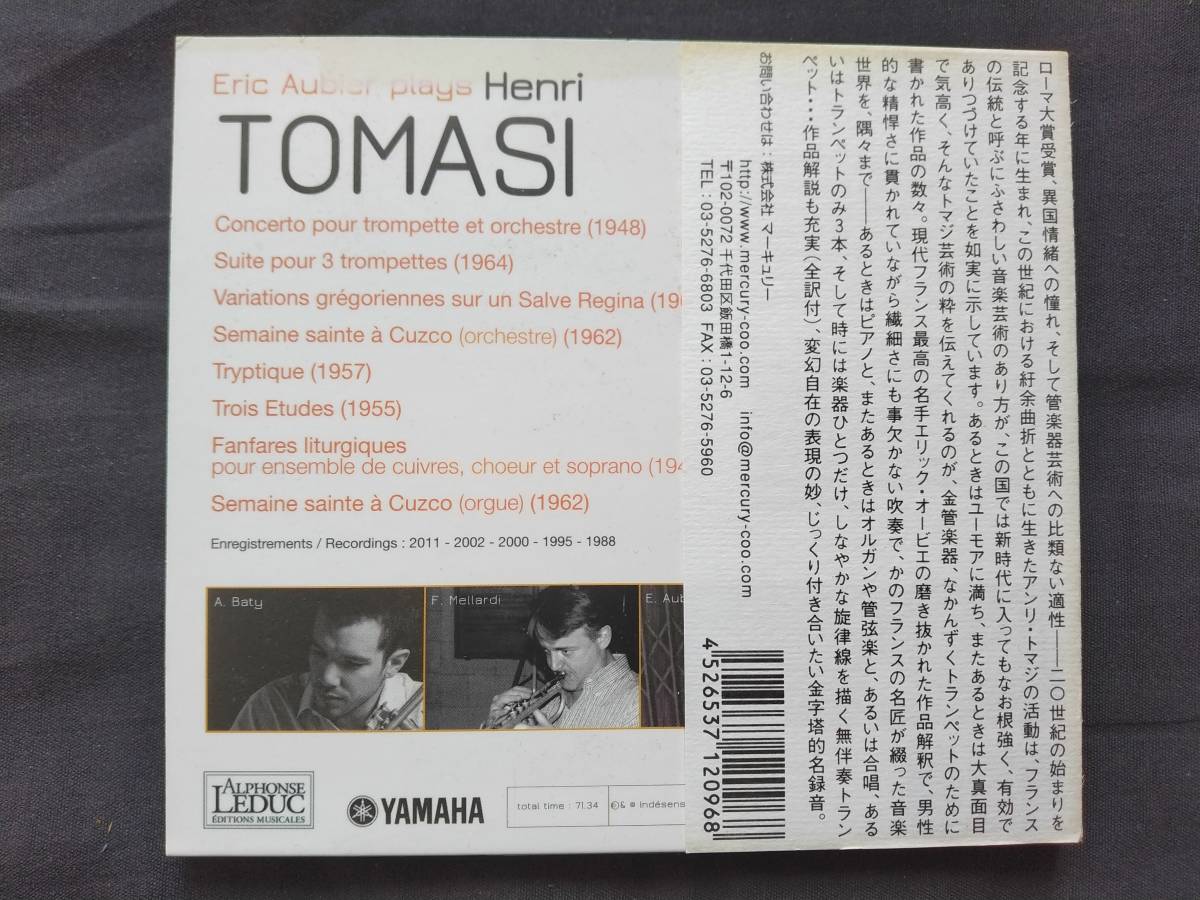 Eric Aubier plays Henri
TOMASI
Concerto pour trompette et orchestre (1948)
Suite pour 3 trompettes (1964)
Variations grégoriennes sur un Salve Regina (19
Semaine sainte à Cuzco (orchestre) (1962)
Tryptique (1957)
Trois Etudes (1955)
Fanfares liturgiques
pour ensemble de cuivres, choeur et soprano (194
Semaine sainte à Cuzco (orgue) (1962)
Enregistrements / Recordings : 2011 - 2002 - 2000 - 1995 - 1988
A. Baty
F. Mellardi
E. Aub
ALPHONSE
LEDUC
ÉDITIONS MUSICALES
YAMAHA
total time : 71.34
©& ℗ indésens
ローマ大賞受賞、異国情緒への憧れ、そして管楽器芸術への比類ない適性――二〇世紀の始まりを
記念する年に生まれ、この世紀における紆余曲折とともに生きたアンリ・トマジの活動は、フランス
の伝統と呼ぶにふさわしい音楽芸術のあり方が、この国では新時代に入ってもなお根強く、有効で
ありつづけていたことを如実に示しています。あるときはユーモアに満ち、またあるときは大真面目
で気高く、そんなトマジ芸術の粋を伝えてくれるのが、金管楽器、なかんずくトランペットのために
書かれた作品の数々。現代フランス最高の名手エリック・オービエの磨き抜かれた作品解釈で、男性
的な精悍さに貫かれていながら繊細さにも事欠かない吹奏で、かのフランスの名匠が綴った音楽
世界を、隅々まで――あるときはピアノと、またあるときはオルガンや管弦楽と、あるいは合唱、ある
いはトランペットのみ3本、そして時には楽器ひとつだけ、しなやかな旋律線を描く無伴奏トラン
ペット・・・作品解説も充実(全訳付)、変幻自在の表現の妙、じっくり付き合いたい金字塔的名録音。
お問い合わせは：株式会社 マーキュリー
http://www.mercury-coo.com info@mercury-coo.com
〒102-0072 千代田区飯田橋1-12-6
TEL：03-5276-6803 FAX：03-5276-5960
4 526537 120968